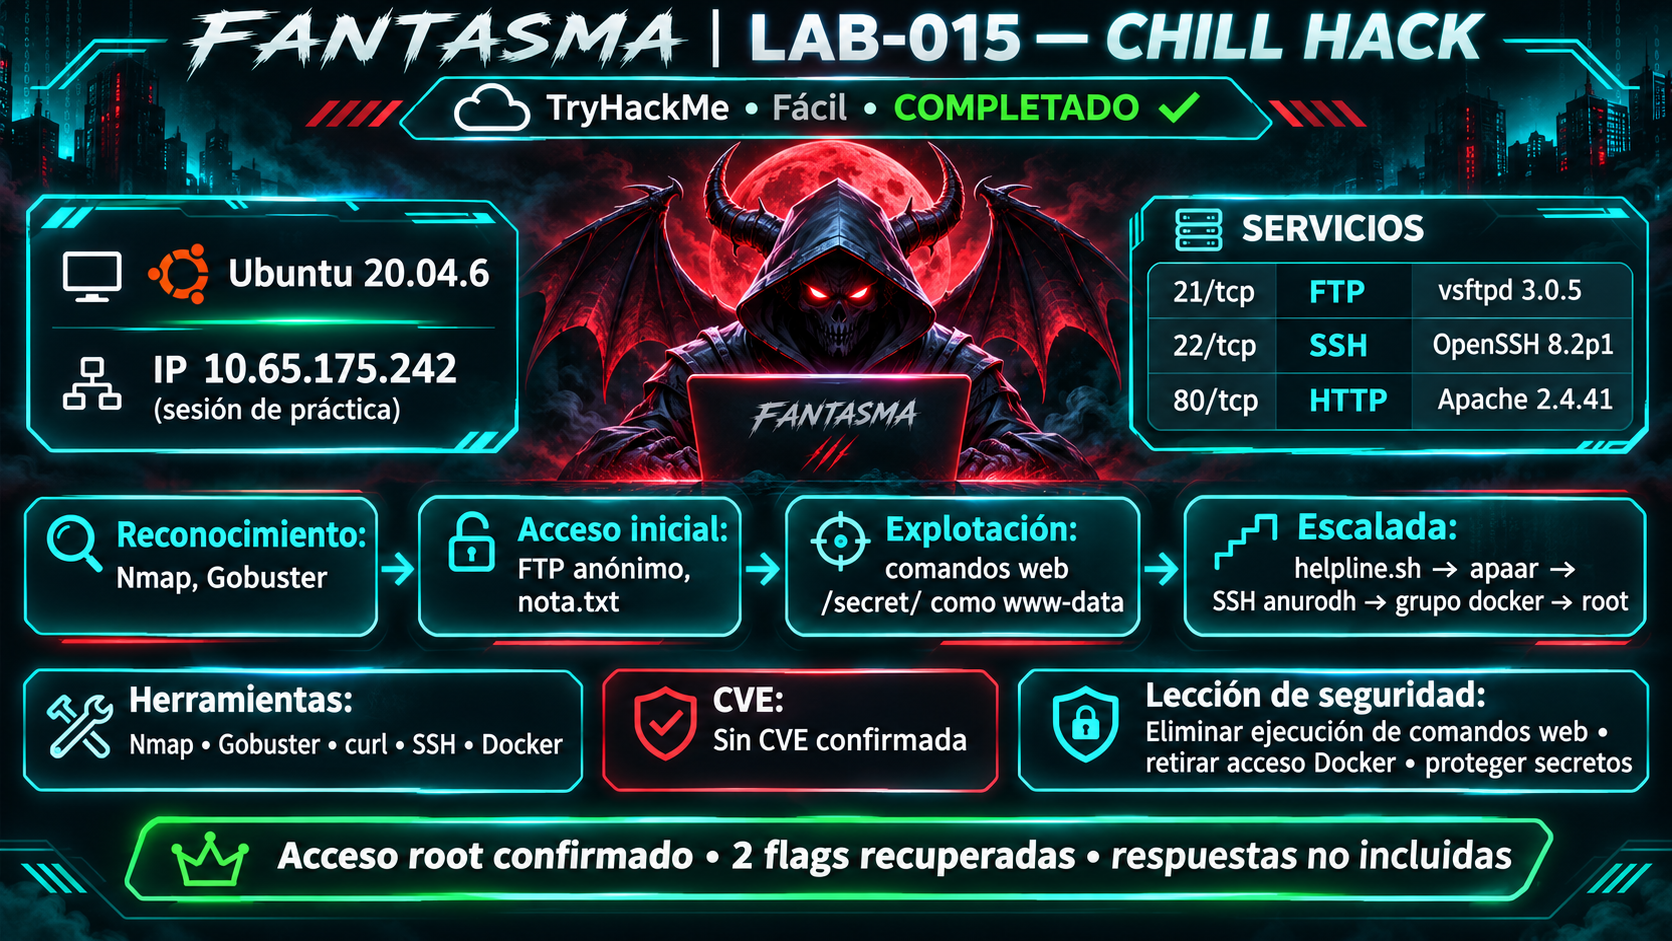 FANTASMA | LAB-015 — CHILL HACK
TryHackMe • Fácil • COMPLETADO
Ubuntu 20.04.6
IP 10.65.175.242
(sesión de práctica)
FANTASMA
SERVICIOS
21/tcp FTP vsftpd 3.0.5
22/tcp SSH OpenSSH 8.2p1
80/tcp HTTP Apache 2.4.41
Reconocimiento:
Nmap, Gobuster
Acceso inicial:
FTP anónimo,
nota.txt
Explotación:
comandos web
/secret/ como www-data
Escalada:
helpline.sh → apaar →
SSH anurodh → grupo docker → root
Herramientas:
Nmap • Gobuster • curl • SSH • Docker
CVE:
Sin CVE confirmada
Lección de seguridad:
Eliminar ejecución de comandos web •
retirar acceso Docker • proteger secretos
Acceso root confirmado • 2 flags recuperadas • respuestas no incluidas